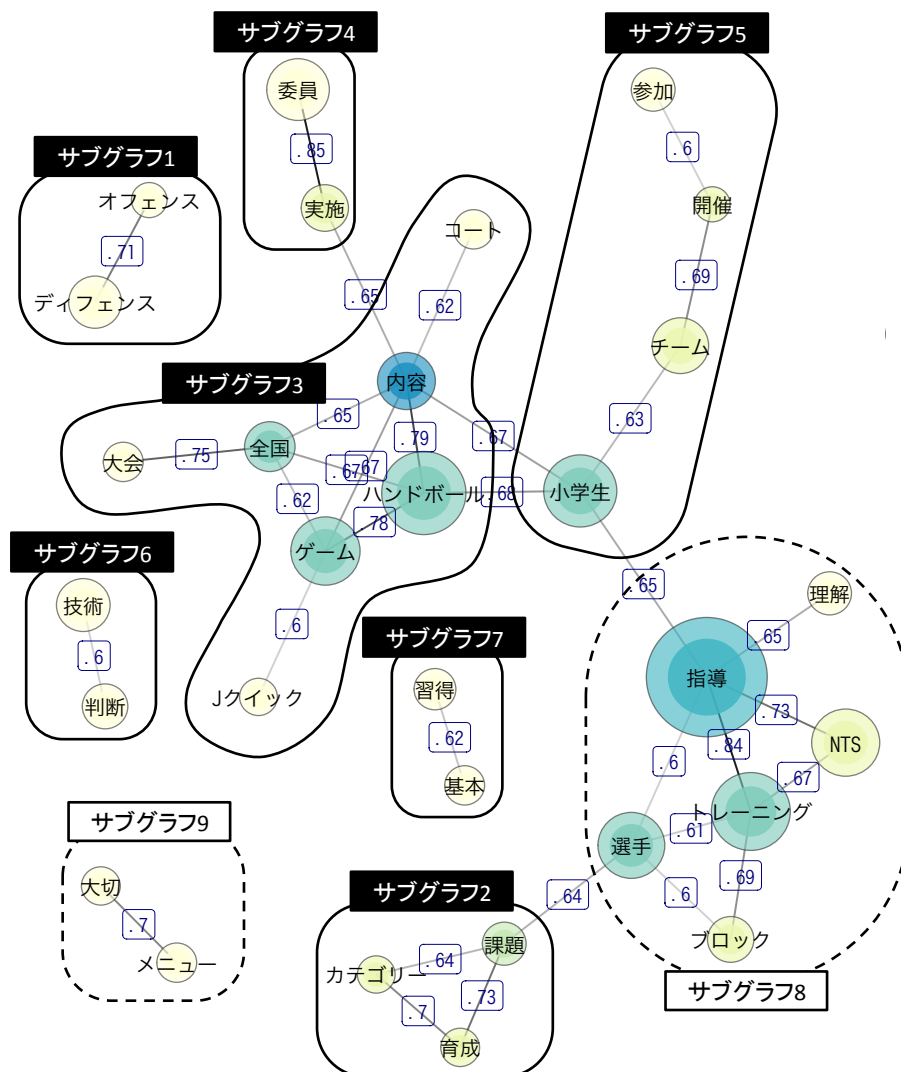 サブグラフ4
委員
.85
実施
サブグラフ5
参加
.6
開催
.69
チーム
.63
小学生
サブグラフ1
オフェンス
.71
ディフェンス
.65
コート
.62
サブグラフ3
内容
.65
.79
.67
大会
.75
全国
.67
.67
ハンドボール
.68
.62
.78
ゲーム
.6
Jクイック
サブグラフ6
技術
.6
判断
サブグラフ7
習得
.62
基本
.65
理解
.65
指導
.73
NTS
.84
.6
.67
トレーニング
.61
選手
.69
.6
ブロック
サブグラフ8
.64
サブグラフ9
大切
.7
メニュー
サブグラフ2
課題
.64
カテゴリー
.73
.7
育成